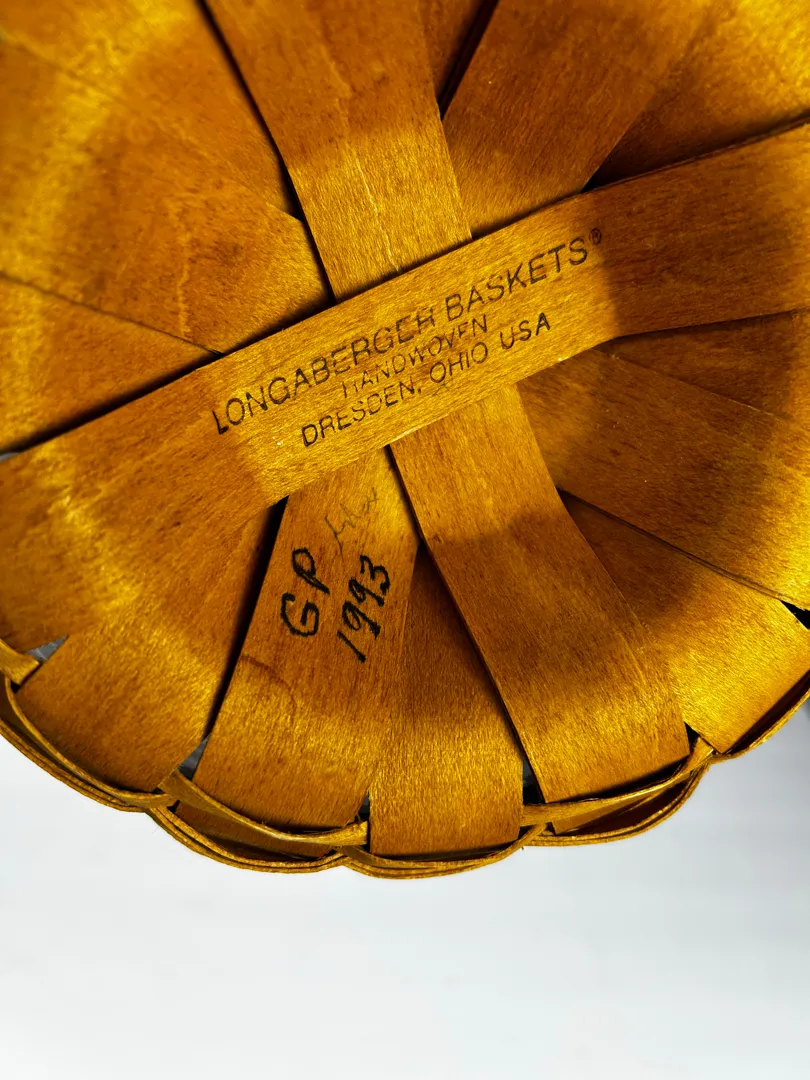 LONGABERGER BASKETS®
HANDWOVEN
DRESDEN, OHIO USA
GP
1993